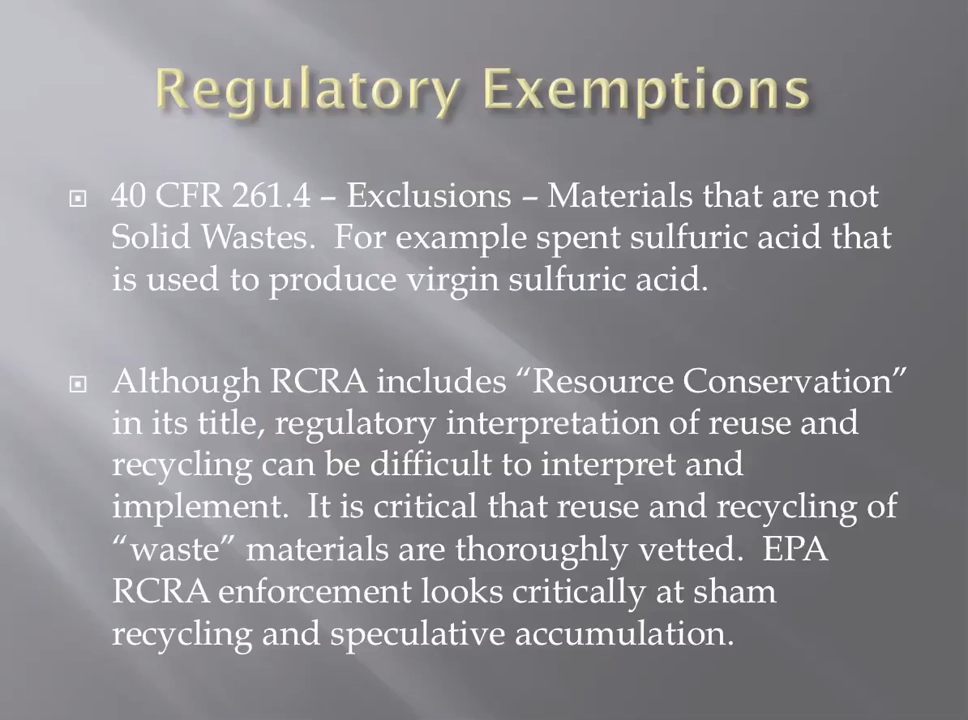 Regulatory Exemptions
40 CFR 261.4 – Exclusions – Materials that are not
Solid Wastes.  For example spent sulfuric acid that
is used to produce virgin sulfuric acid.
Although RCRA includes “Resource Conservation”
in its title, regulatory interpretation of reuse and
recycling can be difficult to interpret and
implement.  It is critical that reuse and recycling of
“waste” materials are thoroughly vetted.  EPA
RCRA enforcement looks critically at sham
recycling and speculative accumulation.